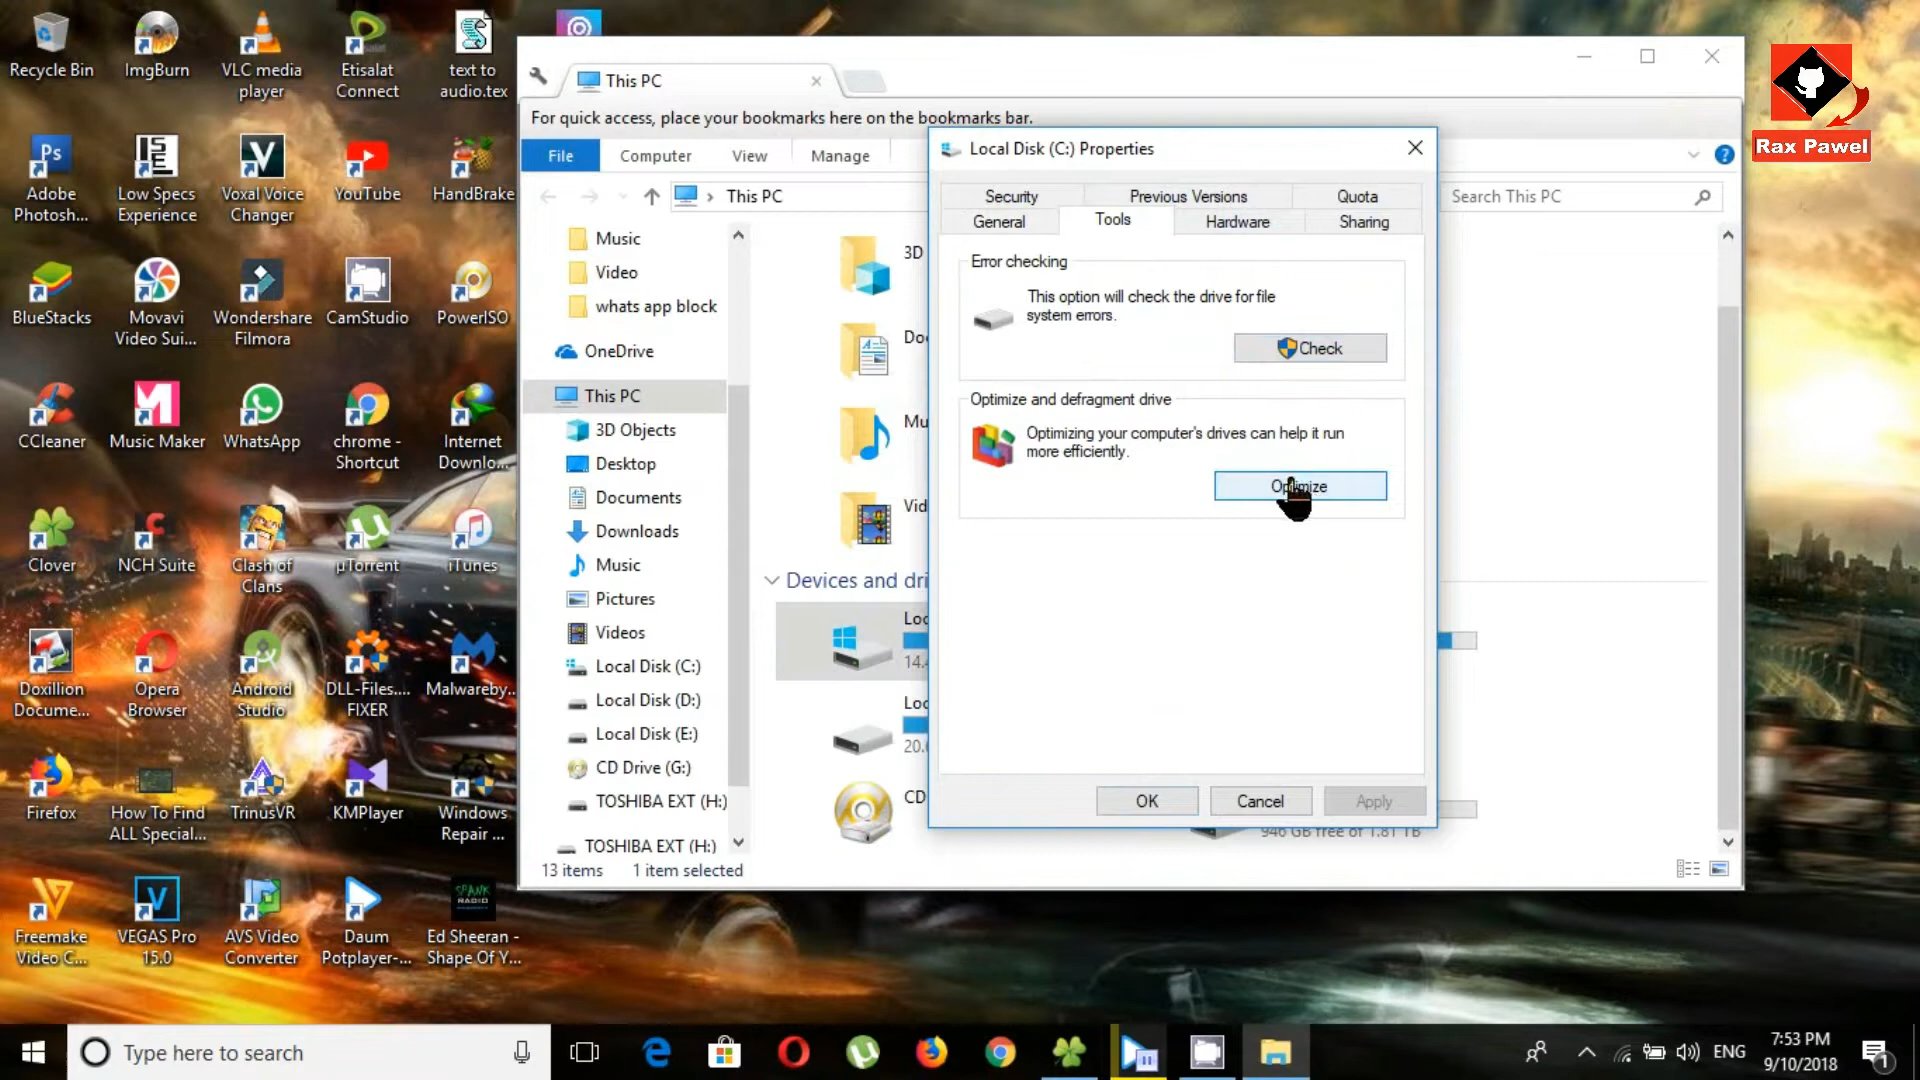 Recycle Bin
ImgBurn
VLC media
player
Etisalat
Connect
text to
audio.tex
Ps
Adobe
Photosh...
Low Specs
Experience
Voxal Voice
Changer
YouTube
HandBrake
BlueStacks
Movavi
Video Sui...
Wondershare
Filmora
CamStudio
PowerISO
CCleaner
Music Maker
WhatsApp
chrome -
Shortcut
Internet
Downlo...
Clover
NCH Suite
Clash of
Clans
µTorrent
iTunes
Doxillion
Docume...
Opera
Browser
Android
Studio
DLL-Files....
FIXER
Malwareby...
Firefox
How To Find
ALL Special...
TrinusVR
KMPlayer
Windows
Repair ...
Freemake
Video C...
VEGAS Pro
15.0
AVS Video
Converter
Daum
Potplayer-...
SPANK
RADIO
Ed Sheeran -
Shape Of Y...
This PC
For quick access, place your bookmarks here on the bookmarks bar.
File
Computer
View
Manage
This PC
Search This PC
Music
Video
whats app block
OneDrive
This PC
3D Objects
Desktop
Documents
Downloads
Music
Pictures
Videos
Local Disk (C:)
Local Disk (D:)
Local Disk (E:)
CD Drive (G:)
TOSHIBA EXT (H:)
TOSHIBA EXT (H:)
3D
Do
Mu
Vid
Devices and dri
Loc
14.
Loc
20.
CD
946 GB free of 1.81 TB
13 items
1 item selected
Local Disk (C:) Properties
Security
Previous Versions
Quota
General
Tools
Hardware
Sharing
Error checking
This option will check the drive for file
system errors.
Check
Optimize and defragment drive
Optimizing your computer's drives can help it run
more efficiently.
Optimize
OK
Cancel
Apply
Rax Pawel
Type here to search
ENG
7:53 PM
9/10/2018
1